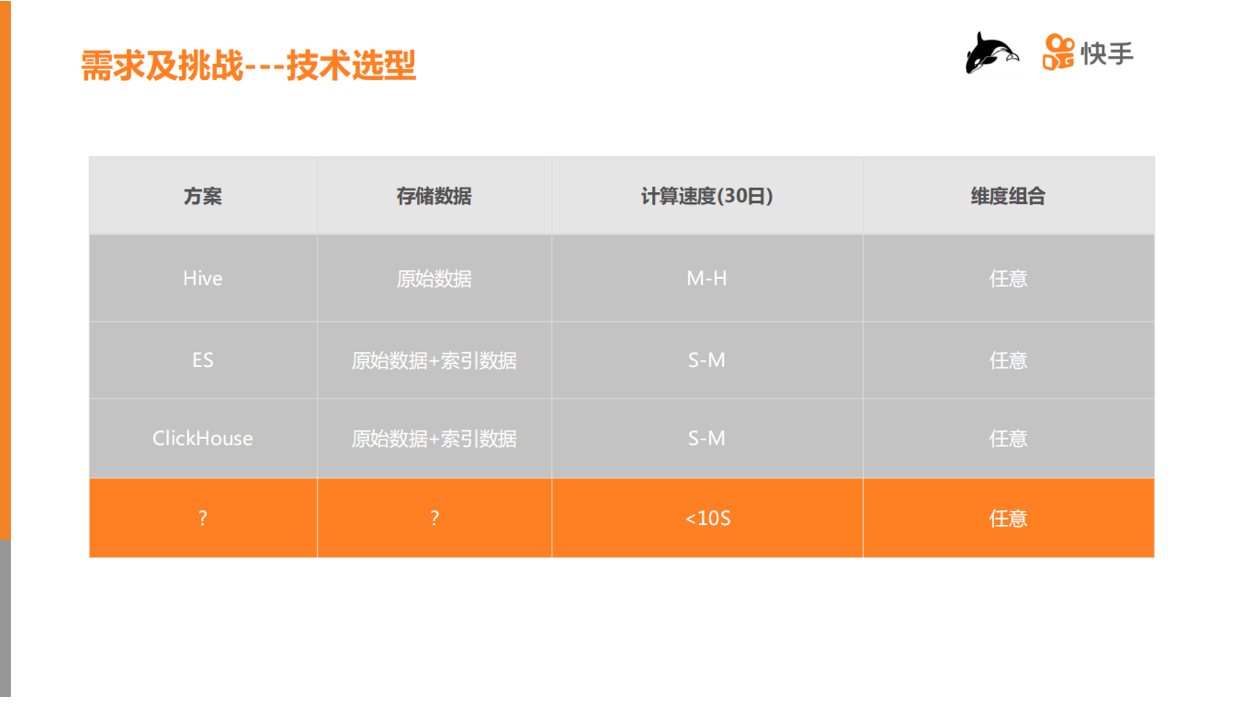 需求及挑战---技术选型
快手
方案 存储数据 计算速度(30日) 维度组合
Hive 原始数据 M-H 任意
ES 原始数据+索引数据 S-M 任意
ClickHouse 原始数据+索引数据 S-M 任意
? ? <10S 任意